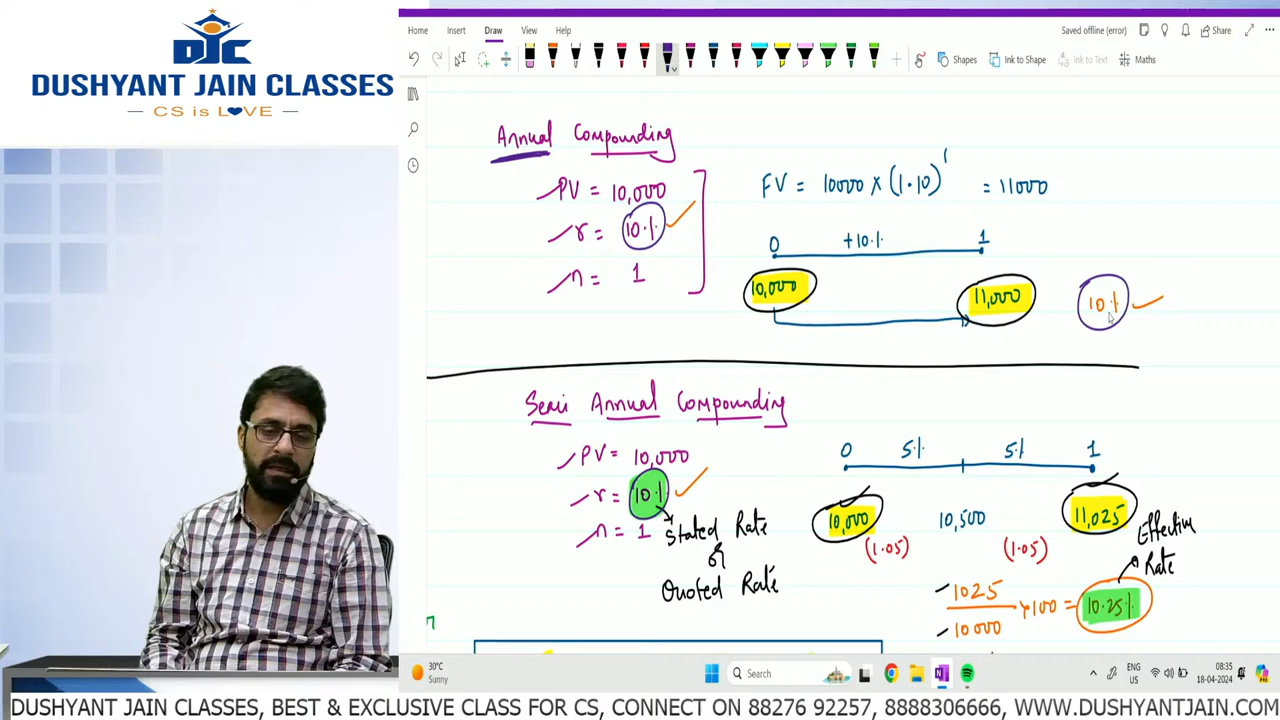 DJC
DUSHYANT JAIN CLASSES
— CS is LOVE —
Home Insert Draw View Help
Saved offline (error)
Share
Shapes
Ink to Shape
Maths
Annual Compounding
PV = 10,000
r = 10%
n = 1
FV = 10000 × (1.10)¹ = 11000
0 +10% 1
10,000 11,000 10%
Semi Annual Compounding
PV = 10,000
r = 10%
n = 1
Stated Rate
or
Quoted Rate
0 5% 5% 1
10,000 10,500 11,025
(1.05) (1.05)
Effective
Rate
1025
10000
×100 = 10.25%
30°C
Sunny
Search
ENG
US
08:35
18-04-2024
DUSHYANT JAIN CLASSES, BEST & EXCLUSIVE CLASS FOR CS, CONNECT ON 88276 92257, 8888306666, WWW.DUSHYANTJAIN.COM